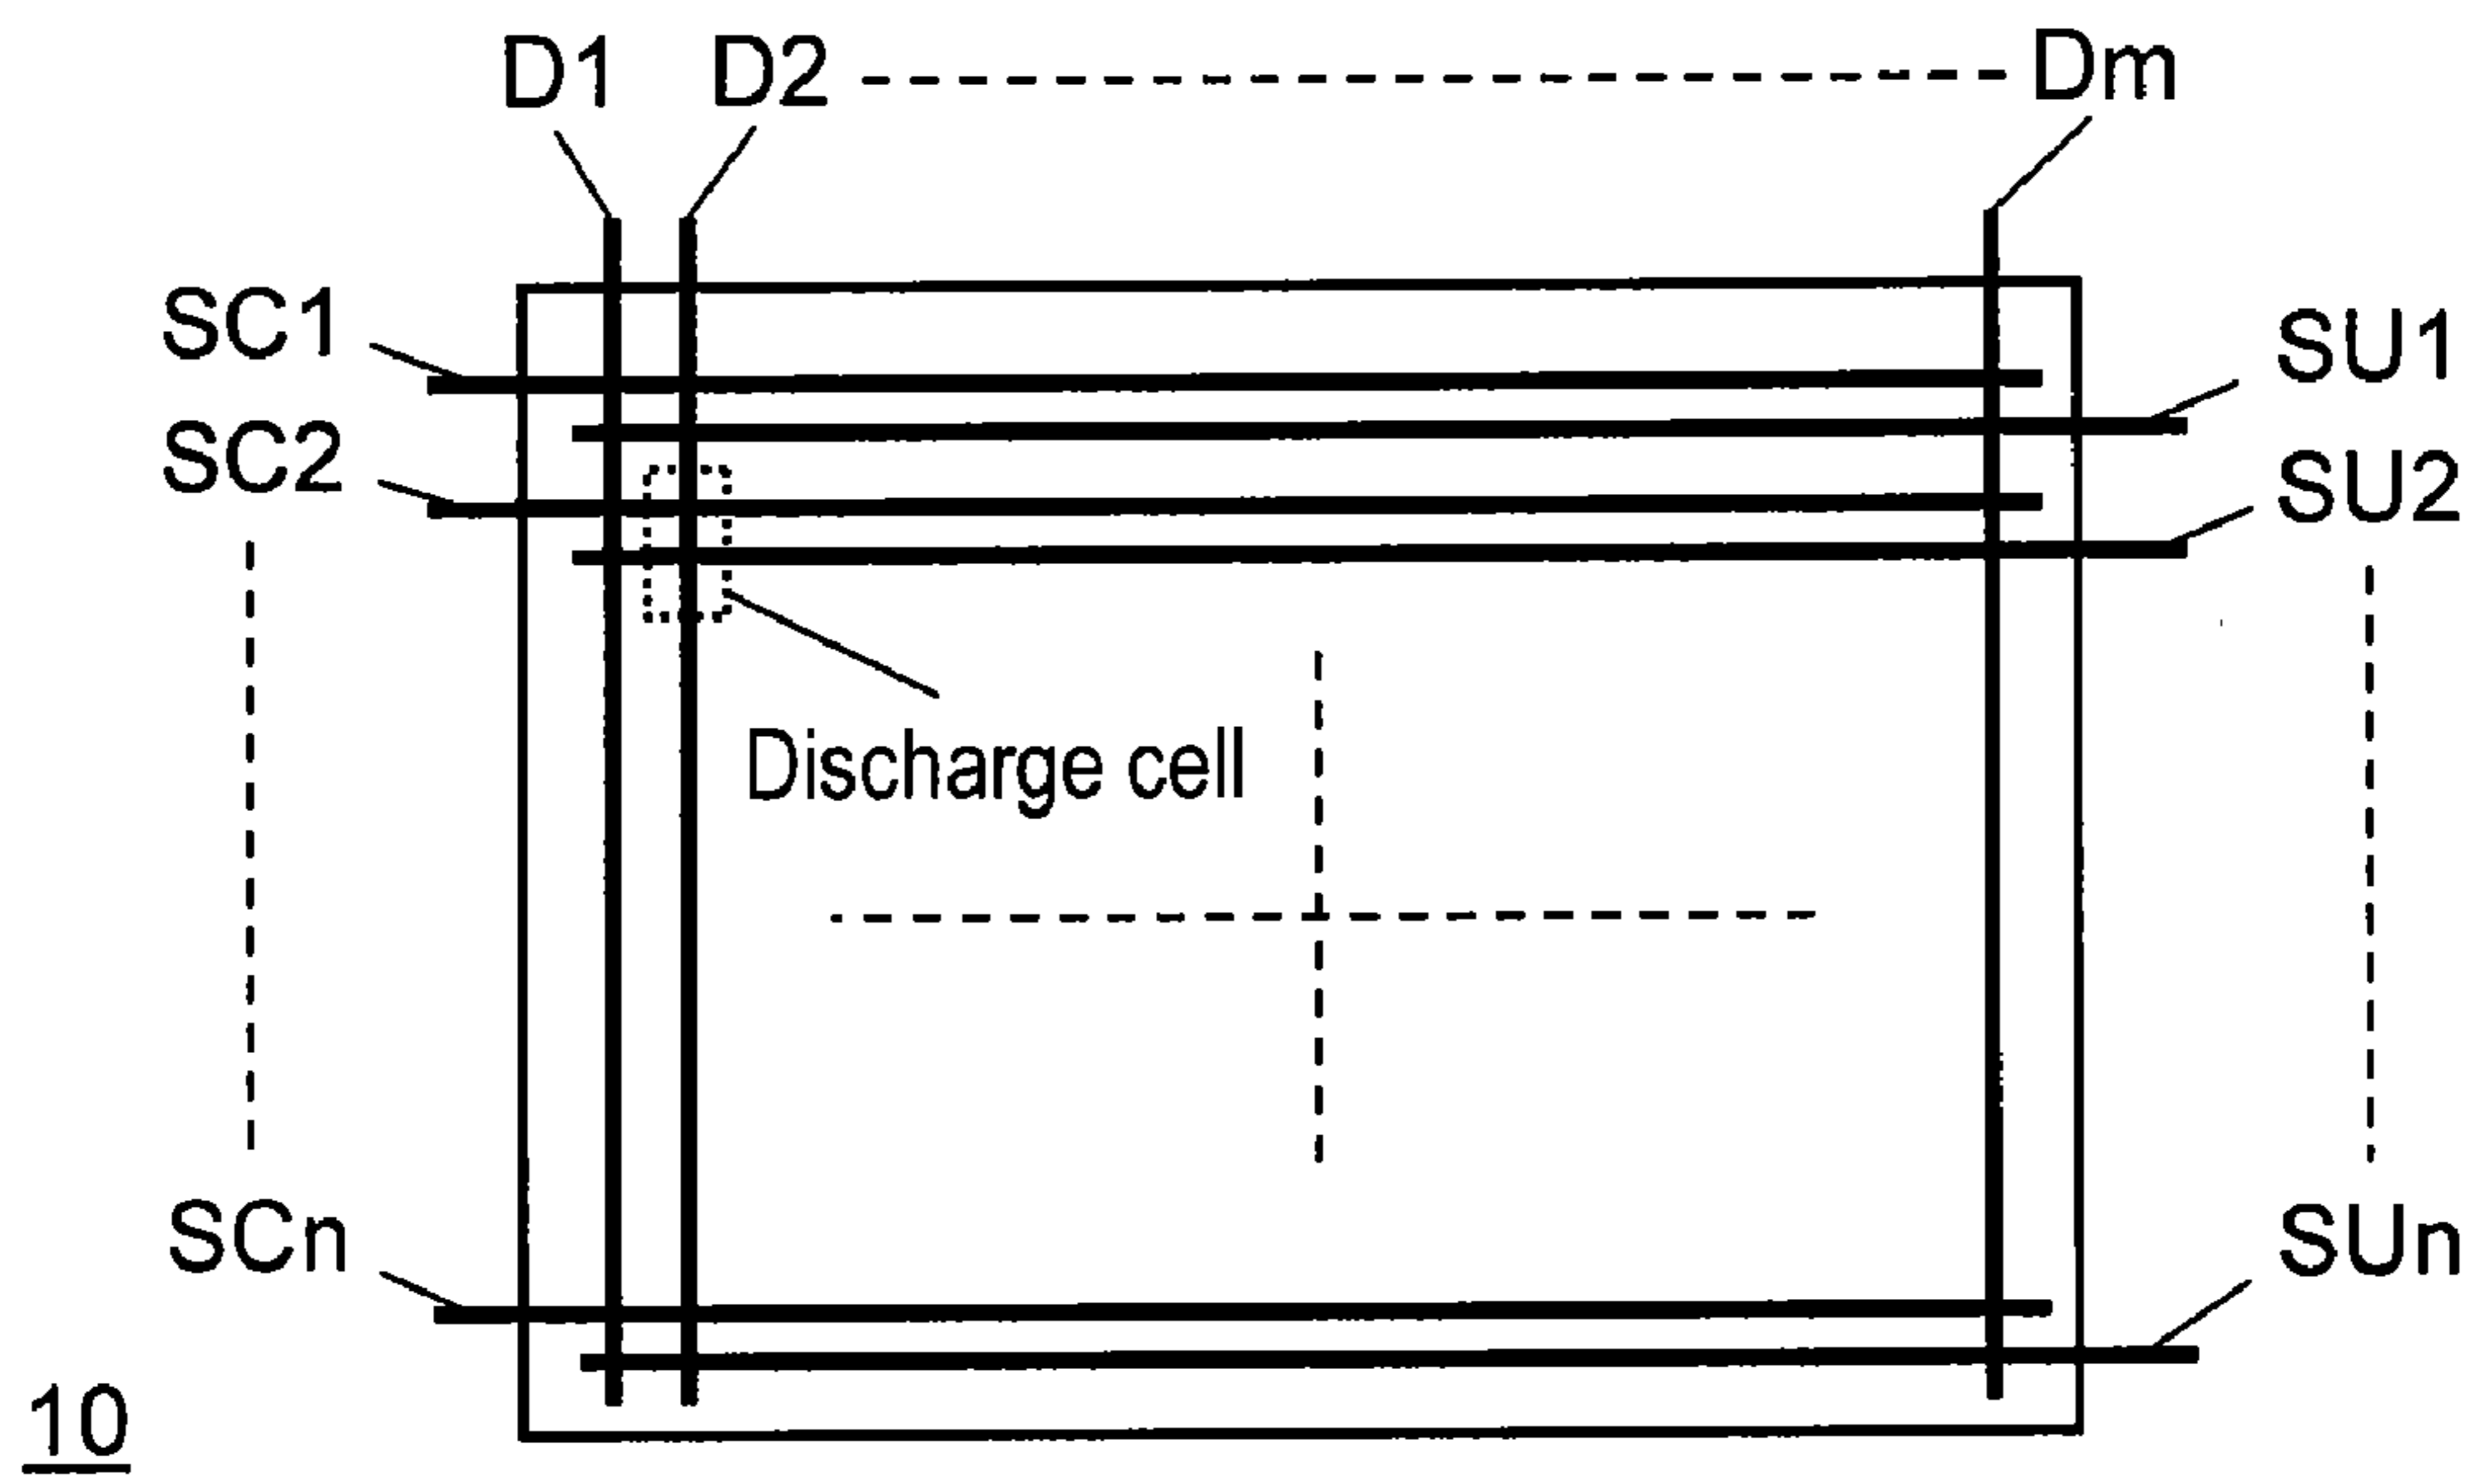 D1 D2 Dm
SC1
SU1
SC2
SU2
Discharge cell
SCn
SUn
10